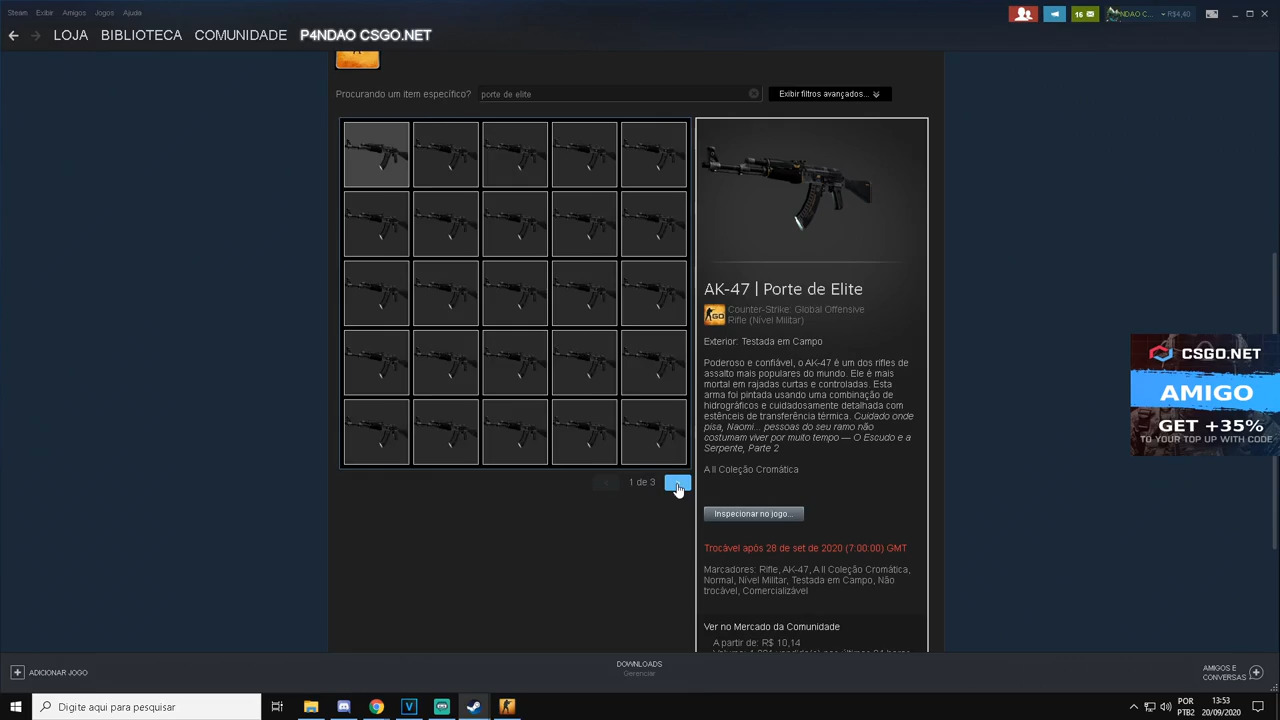 Steam Exibir Amigos Jogos Ajuda
16
R$4,40
LOJA BIBLIOTECA COMUNIDADE P4NDAO CSGO.NET
Procurando um item específico?
porte de elite
Exibir filtros avançados...
AK-47 | Porte de Elite
Counter-Strike: Global Offensive
Rifle (Nível Militar)
Exterior: Testada em Campo
Poderoso e confiável, o AK-47 é um dos rifles de
assalto mais populares do mundo. Ele é mais
mortal em rajadas curtas e controladas. Esta
arma foi pintada usando uma combinação de
hidrográficos e cuidadosamente detalhada com
estênceis de transferência térmica. Cuidado onde
pisa, Naomi... pessoas do seu ramo não
costumam viver por muito tempo — O Escudo e a
Serpente, Parte 2
A II Coleção Cromática
1 de 3
Inspecionar no jogo...
Trocável após 28 de set de 2020 (7:00:00) GMT
Marcadores: Rifle, AK-47, A II Coleção Cromática,
Normal, Nível Militar, Testada em Campo, Não
trocável, Comercializável
Ver no Mercado da Comunidade
A partir de: R$ 10,14
CSGO.NET
AMIGO
GET +35%
TO YOUR TOP UP WITH CODE
ADICIONAR JOGO
DOWNLOADS
Gerenciar
AMIGOS E
CONVERSAS
Digite aqui para pesquisar
POR
PTB2
13:53
20/09/2020